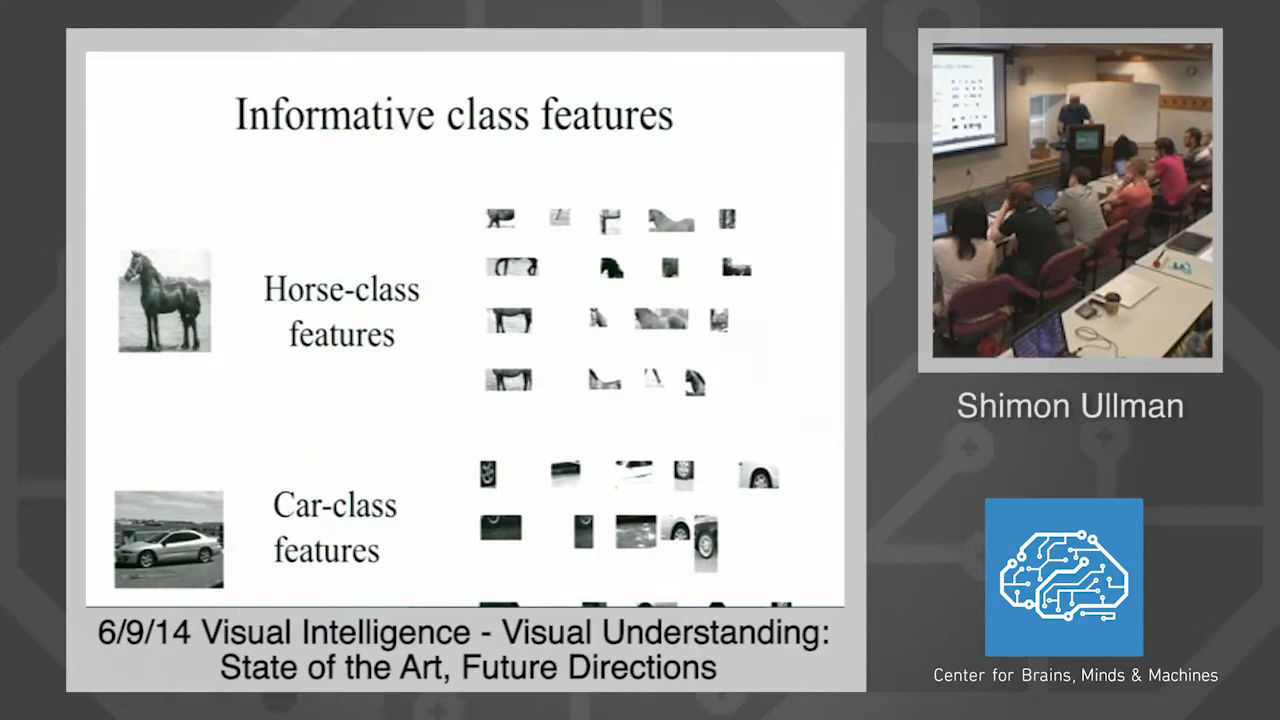 Informative class features
Horse-class
features
Car-class
features
6/9/14 Visual Intelligence - Visual Understanding:
State of the Art, Future Directions
Shimon Ullman
Center for Brains, Minds & Machines